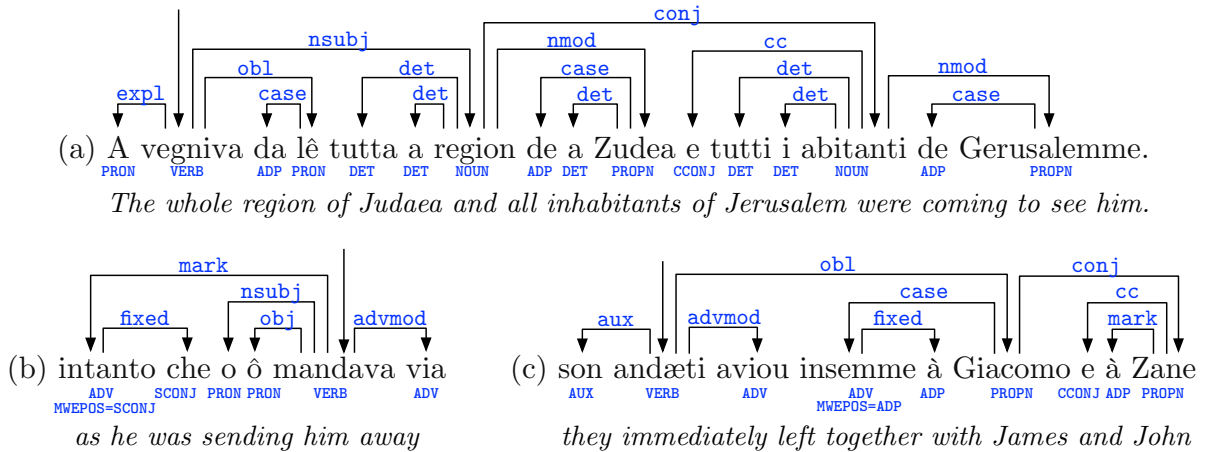 conj
nsubj nmod cc
obl det case det nmod
expl case det det det case
(a) A vegniva da lê tutta a region de a Zudea e tutti i abitanti de Gerusalemme.
PRON VERB ADP PRON DET DET NOUN ADP DET PROPN CCONJ DET DET NOUN ADP PROPN
The whole region of Judaea and all inhabitants of Jerusalem were coming to see him.
mark
nsubj
fixed obj advmod
(b) intanto che o ô mandava via
ADV SCONJ PRON PRON VERB ADV
MWEPOS=SCONJ
as he was sending him away
obl conj
case cc
aux advmod fixed mark
(c) son andæti aviou insemme à Giacomo e à Zane
AUX VERB ADV ADV ADP PROPN CCONJ ADP PROPN
MWEPOS=ADP
they immediately left together with James and John